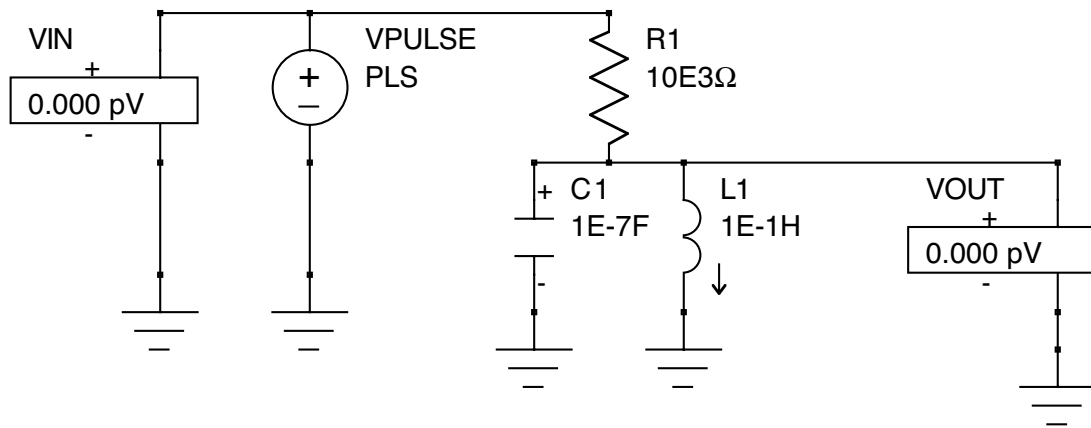 VIN
+
0.000 pV
-
+
−
VPULSE
PLS
R1
10E3Ω
+
C1
1E-7F
-
L1
1E-1H
VOUT
+
0.000 pV
-